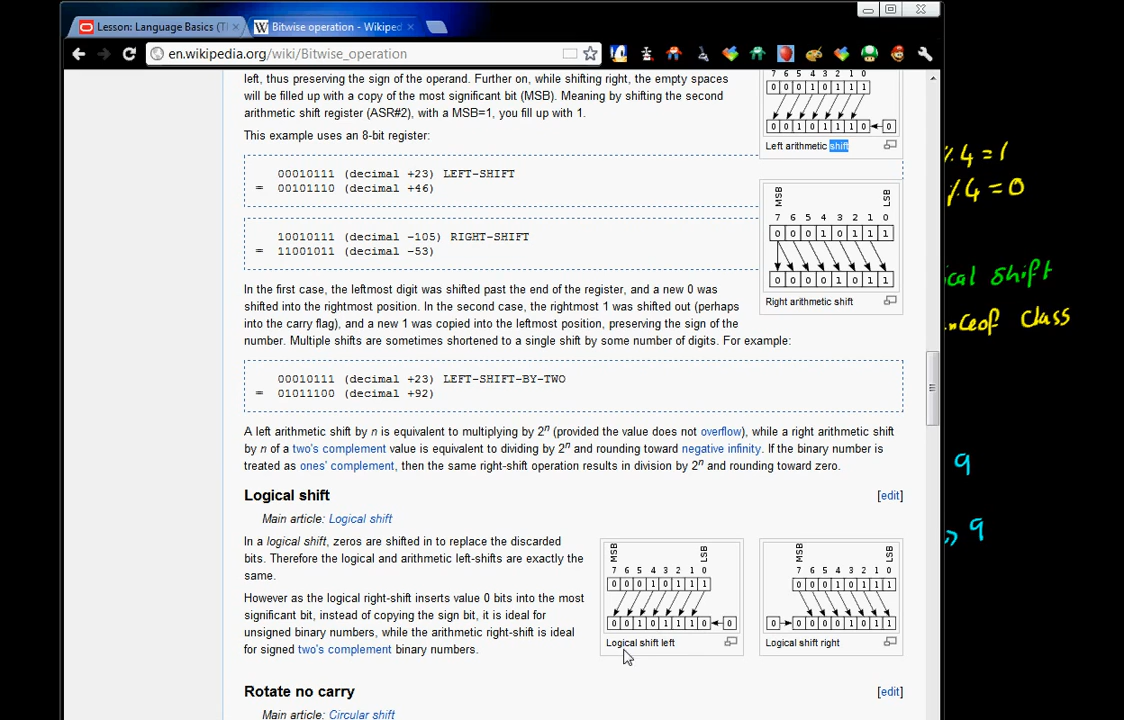 Lesson: Language Basics (Th
Bitwise operation - Wikiped
en.wikipedia.org/wiki/Bitwise_operation
left, thus preserving the sign of the operand. Further on, while shifting right, the empty spaces
will be filled up with a copy of the most significant bit (MSB). Meaning by shifting the second
arithmetic shift register (ASR#2), with a MSB=1, you fill up with 1.
This example uses an 8-bit register:
00010111 (decimal +23) LEFT-SHIFT
= 00101110 (decimal +46)
10010111 (decimal -105) RIGHT-SHIFT
= 11001011 (decimal -53)
In the first case, the leftmost digit was shifted past the end of the register, and a new 0 was
shifted into the rightmost position. In the second case, the rightmost 1 was shifted out (perhaps
into the carry flag), and a new 1 was copied into the leftmost position, preserving the sign of the
number. Multiple shifts are sometimes shortened to a single shift by some number of digits. For example:
00010111 (decimal +23) LEFT-SHIFT-BY-TWO
= 01011100 (decimal +92)
A left arithmetic shift by n is equivalent to multiplying by 2ⁿ (provided the value does not overflow), while a right arithmetic shift
by n of a two's complement value is equivalent to dividing by 2ⁿ and rounding toward negative infinity. If the binary number is
treated as ones' complement, then the same right-shift operation results in division by 2ⁿ and rounding toward zero.
7 6 5 4 3 2 1 0
0 0 0 1 0 1 1 1
0 0 1 0 1 1 1 0 0
Left arithmetic shift
MSB LSB
7 6 5 4 3 2 1 0
0 0 0 1 0 1 1 1
0 0 0 0 1 0 1 1
Right arithmetic shift
Logical shift
[edit]
Main article: Logical shift
In a logical shift, zeros are shifted in to replace the discarded
bits. Therefore the logical and arithmetic left-shifts are exactly the
same.
However as the logical right-shift inserts value 0 bits into the most
significant bit, instead of copying the sign bit, it is ideal for
unsigned binary numbers, while the arithmetic right-shift is ideal
for signed two's complement binary numbers.
MSB LSB
7 6 5 4 3 2 1 0
0 0 0 1 0 1 1 1
0 0 1 0 1 1 1 0 0
Logical shift left
MSB LSB
7 6 5 4 3 2 1 0
0 0 0 1 0 1 1 1
0 0 0 0 0 1 0 1 1
Logical shift right
Rotate no carry
[edit]
Main article: Circular shift
% 4 = 1
% 4 = 0
ical shift
nceof class
9
9